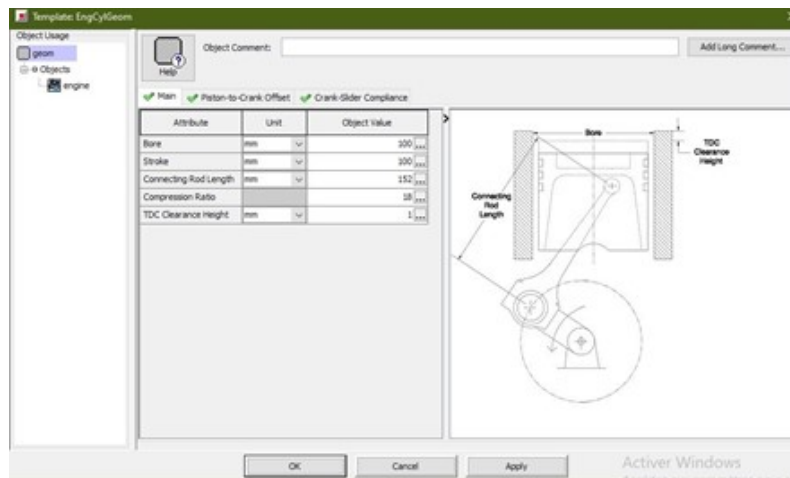 Template: EngCylGeom
Object Usage
geom
Objects
engine
Help
Object Comment:
Add Long Comment...
Main
Piston-to-Crank Offset
Crank-Slider Compliance
Attribute Unit Object Value
Bore mm 100 ...
Stroke mm 100 ...
Connecting Rod Length mm 152 ...
Compression Ratio 18 ...
TDC Clearance Height mm 1 ...
Bore
TDC
Clearance
Height
Connecting
Rod
Length
OK Cancel Apply
Activer Windows